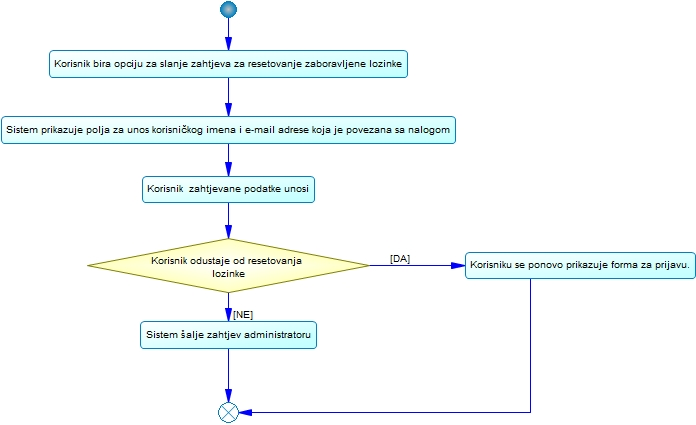 Korisnik bira opciju za slanje zahtjeva za resetovanje zaboravljene lozinke
Sistem prikazuje polja za unos korisničkog imena i e-mail adrese koja je povezana sa nalogom
Korisnik zahtjevane podatke unosi
Korisnik odustaje od resetovanja
lozinke
[DA]
Korisniku se ponovo prikazuje forma za prijavu.
[NE]
Sistem šalje zahtjev administratoru